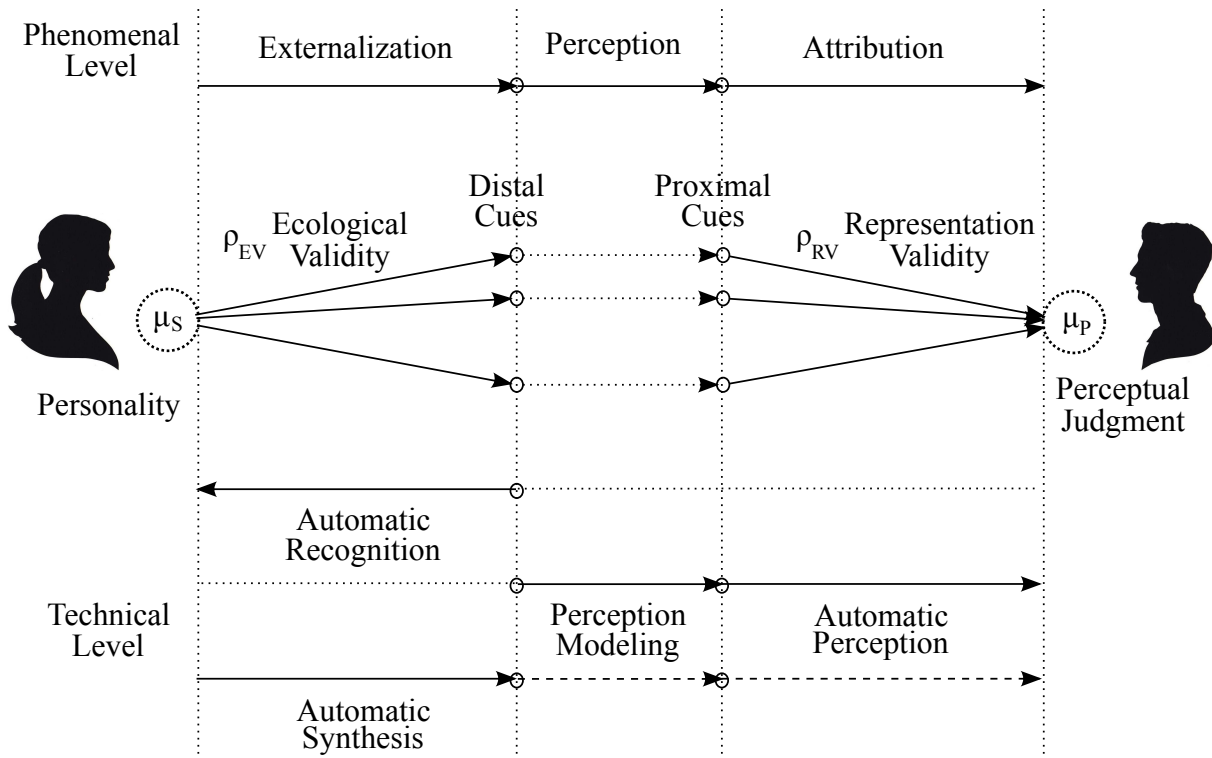 Phenomenal
Level
Externalization
Perception
Attribution
Distal
Cues
Proximal
Cues
ρEV
Ecological
Validity
ρRV
Representation
Validity
μS
μP
Personality
Perceptual
Judgment
Automatic
Recognition
Technical
Level
Perception
Modeling
Automatic
Perception
Automatic
Synthesis